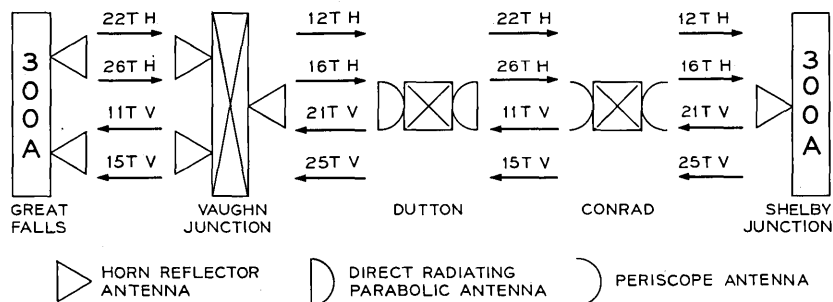 22T H 12T H 22T H 12T H
26T H 16T H 26T H 16T H
11T V 21T V 11T V 21T V
15T V 25T V 15T V 25T V
300A
300A
GREAT FALLS
VAUGHN JUNCTION
DUTTON
CONRAD
SHELBY JUNCTION
HORN REFLECTOR ANTENNA
DIRECT RADIATING PARABOLIC ANTENNA
PERISCOPE ANTENNA